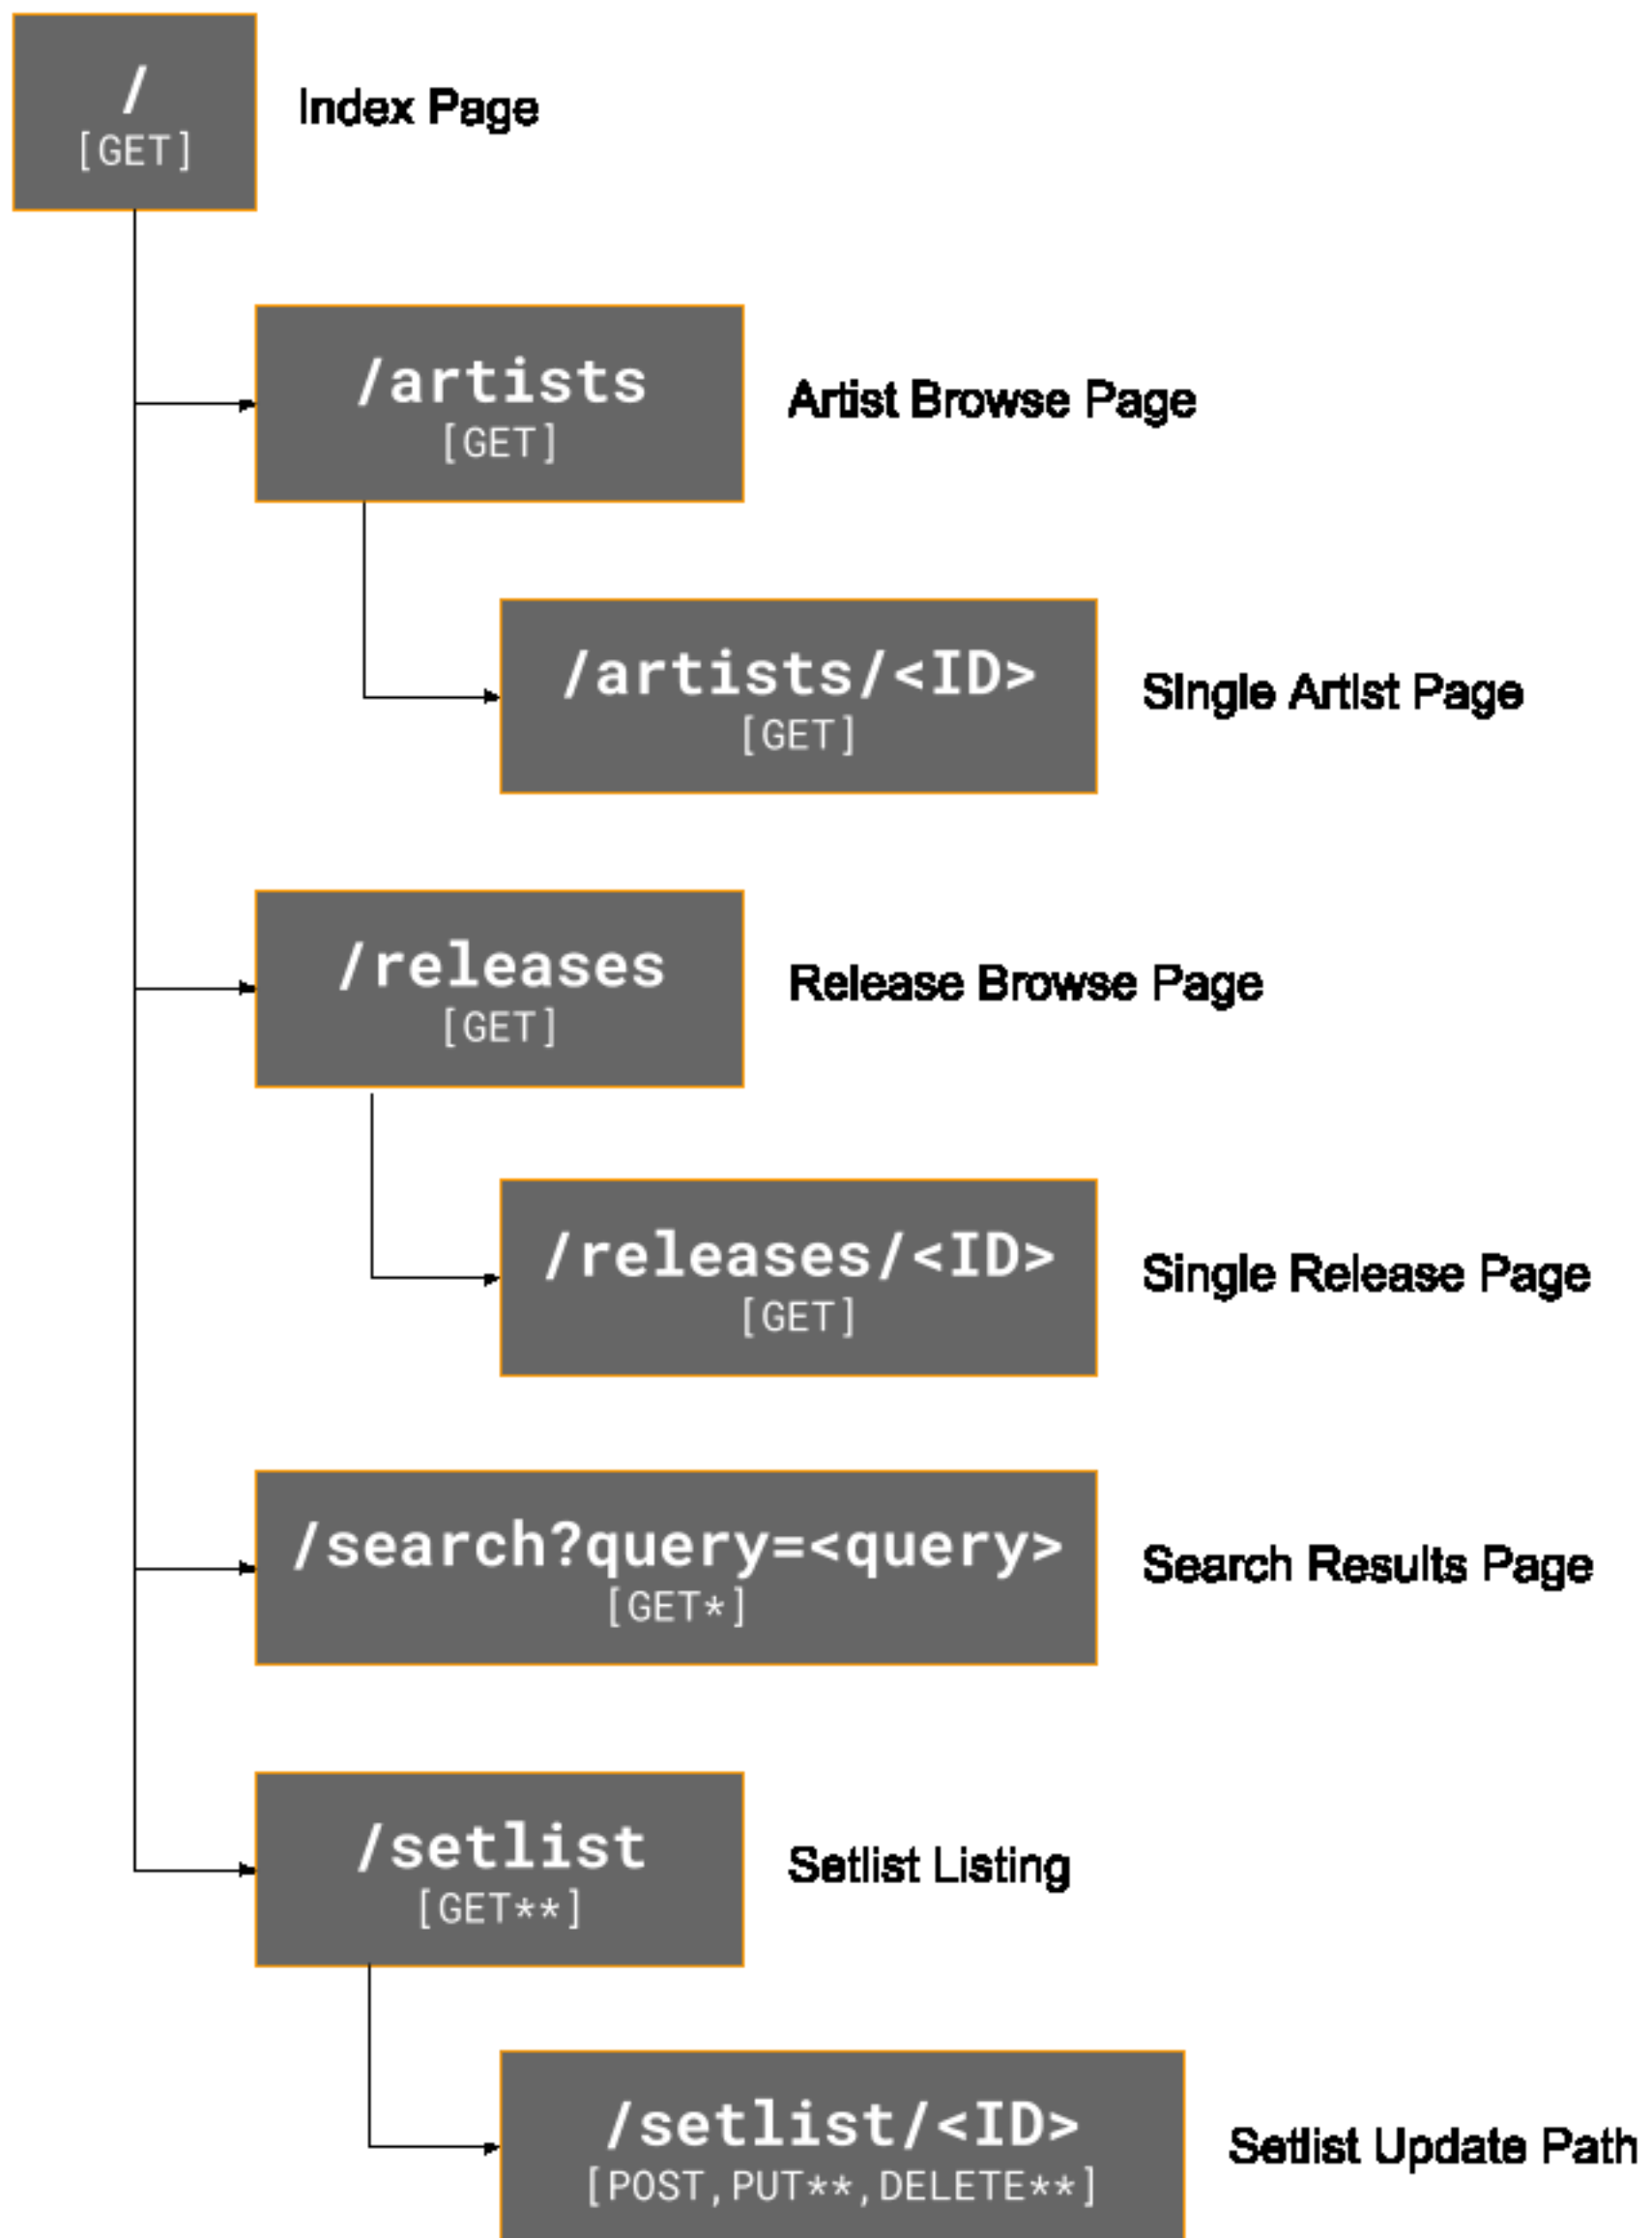 /
[GET]
Index Page
/artists
[GET]
Artist Browse Page
/artists/<ID>
[GET]
Single Artist Page
/releases
[GET]
Release Browse Page
/releases/<ID>
[GET]
Single Release Page
/search?query=<query>
[GET*]
Search Results Page
/setlist
[GET**]
Setlist Listing
/setlist/<ID>
[POST,PUT**,DELETE**]
Setlist Update Path